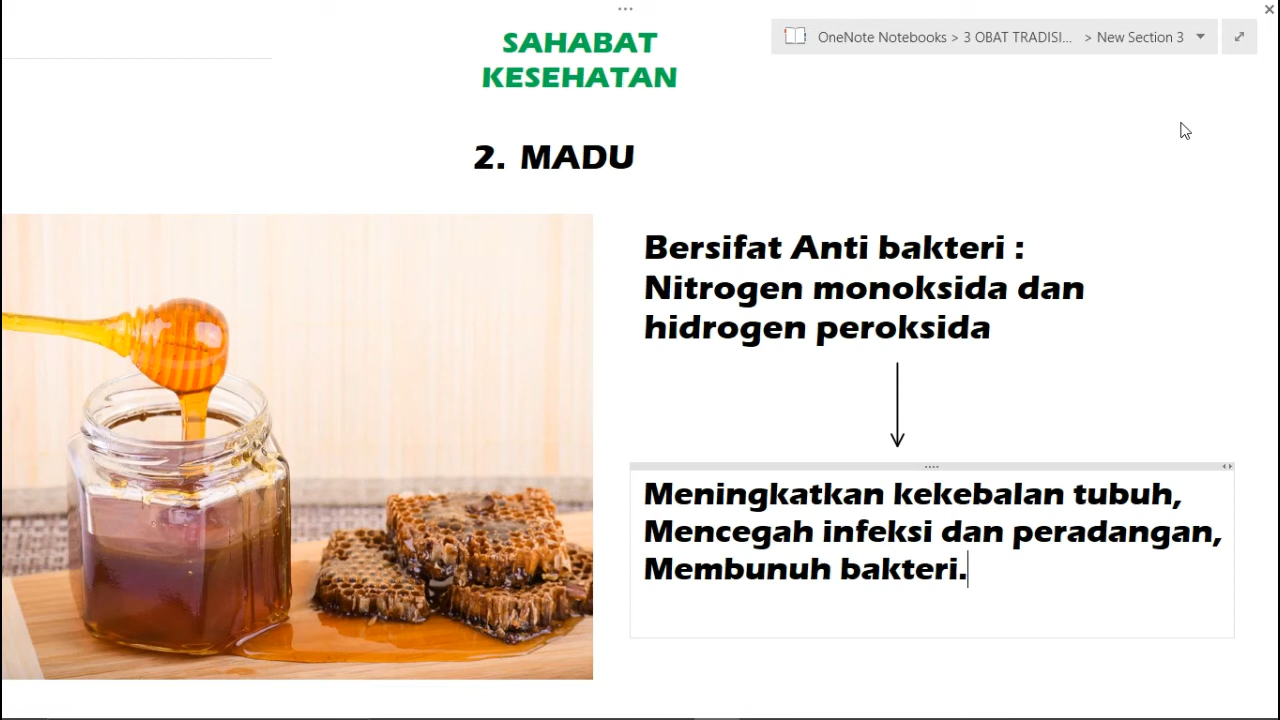 SAHABAT
KESEHATAN
OneNote Notebooks > 3 OBAT TRADISI... > New Section 3
2. MADU
Bersifat Anti bakteri :
Nitrogen monoksida dan
hidrogen peroksida
Meningkatkan kekebalan tubuh,
Mencegah infeksi dan peradangan,
Membunuh bakteri.